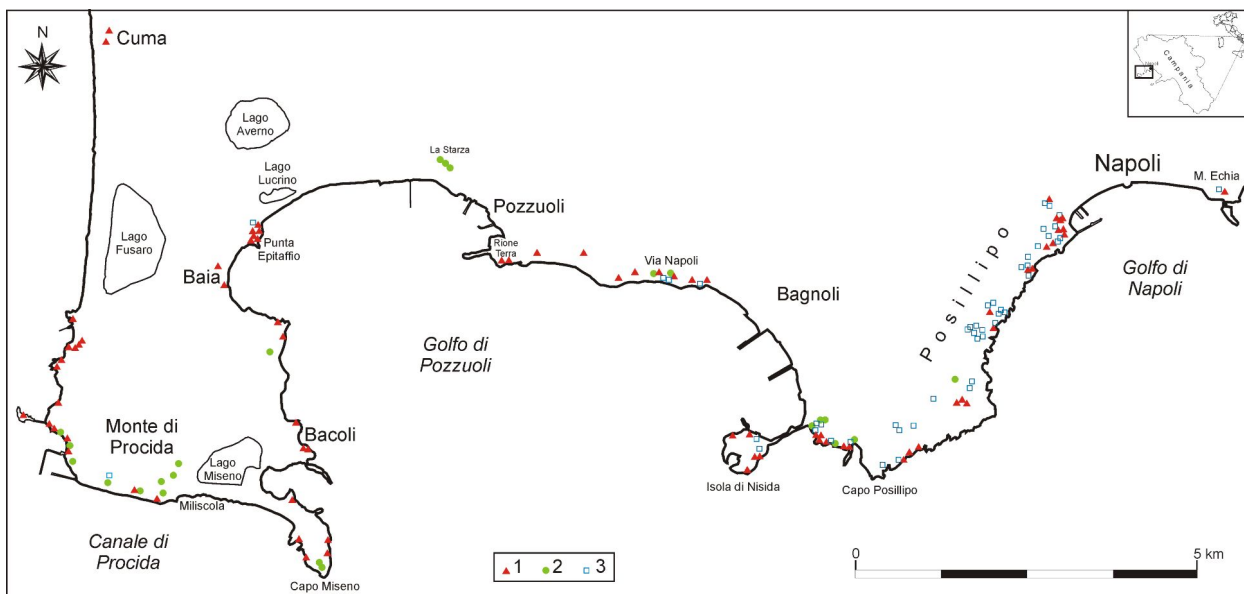 N
Cuma
Campania
Lago
Averno
La Starza
Lago
Lucrino
Napoli
M. Echia
Pozzuoli
Lago
Fusaro
Punta
Epitaffio
Rione
Terra
Via Napoli
Baia
Bagnoli
Posillipo
Golfo di
Napoli
Golfo di
Pozzuoli
Monte di
Procida
Bacoli
Lago
Miseno
Isola di Nisida
Capo Posillipo
Miliscola
Canale di
Procida
Capo Miseno
1 2 3
0 5 km